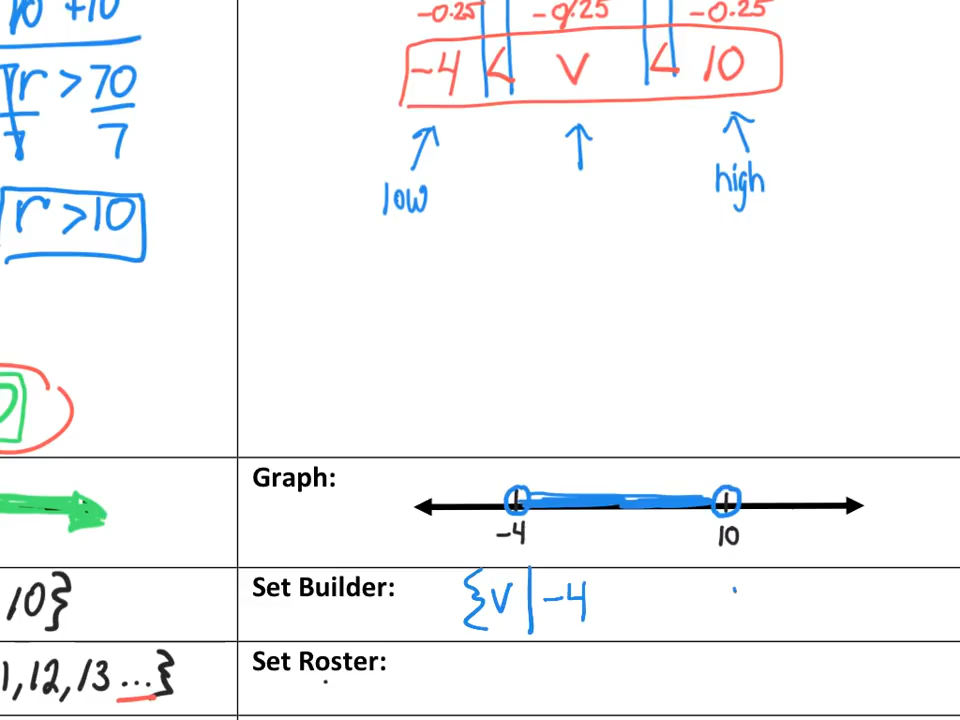 10 +10
-0.25 -0.25 -0.25
-4 < v < 10
r > 70
7 7
low high
r > 10
Graph:
-4 10
10}
Set Builder: {v | -4
1, 12, 13 ...}
Set Roster: